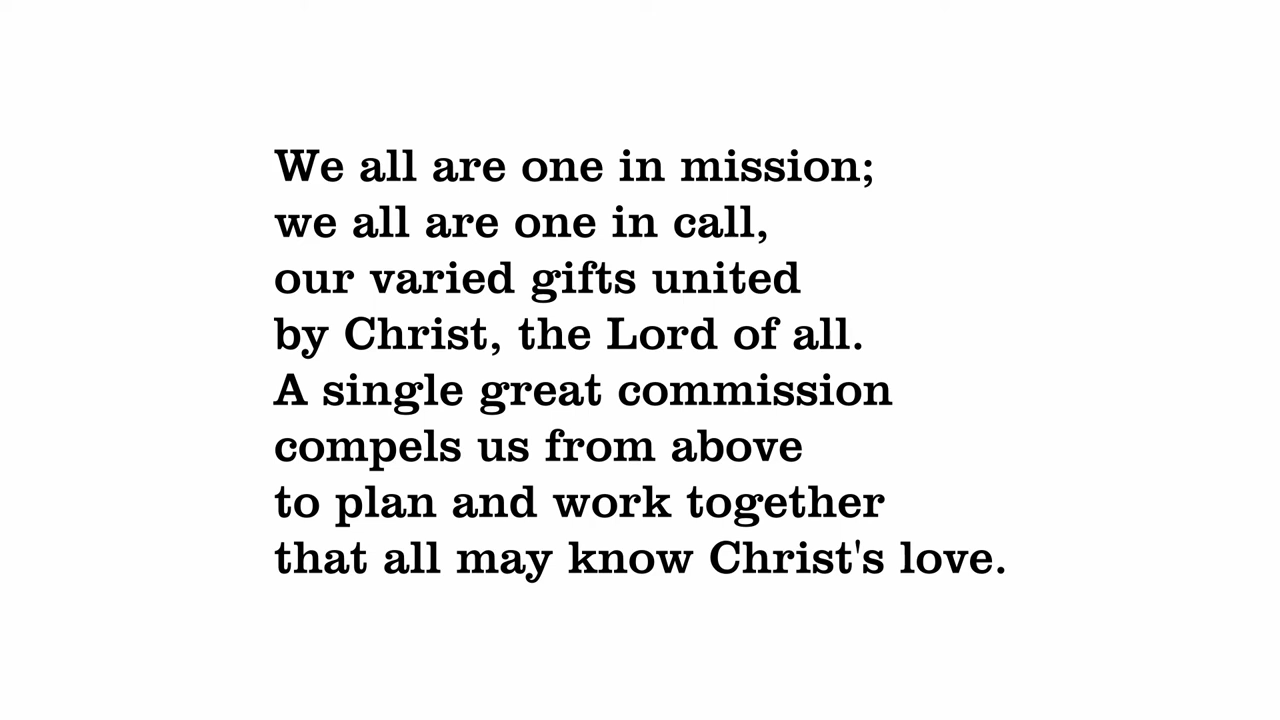 We all are one in mission;
we all are one in call,
our varied gifts united
by Christ, the Lord of all.
A single great commission
compels us from above
to plan and work together
that all may know Christ's love.